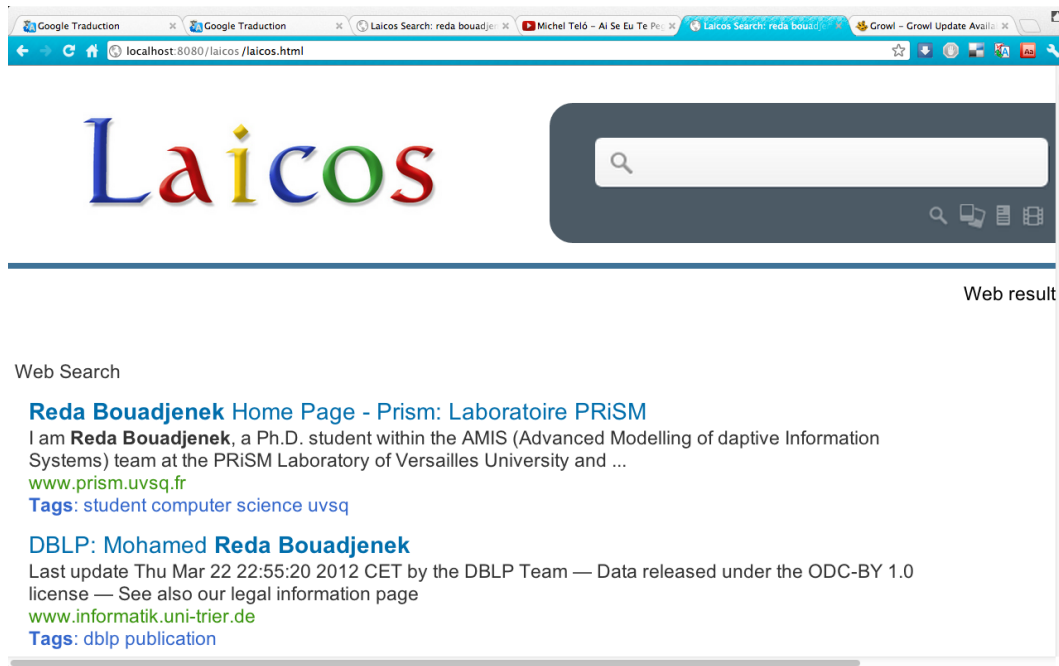 Google Traduction
Google Traduction
Laicos Search: reda bouadjen
Michel Teló – Ai Se Eu Te Pe
Laicos Search: reda bouadje
Growl – Growl Update Availa
localhost:8080/laicos /laicos.html
Laicos
Web result
Web Search
Reda Bouadjenek Home Page - Prism: Laboratoire PRiSM
I am Reda Bouadjenek, a Ph.D. student within the AMIS (Advanced Modelling of daptive Information
Systems) team at the PRiSM Laboratory of Versailles University and ...
www.prism.uvsq.fr
Tags: student computer science uvsq
DBLP: Mohamed Reda Bouadjenek
Last update Thu Mar 22 22:55:20 2012 CET by the DBLP Team — Data released under the ODC-BY 1.0
license — See also our legal information page
www.informatik.uni-trier.de
Tags: dblp publication